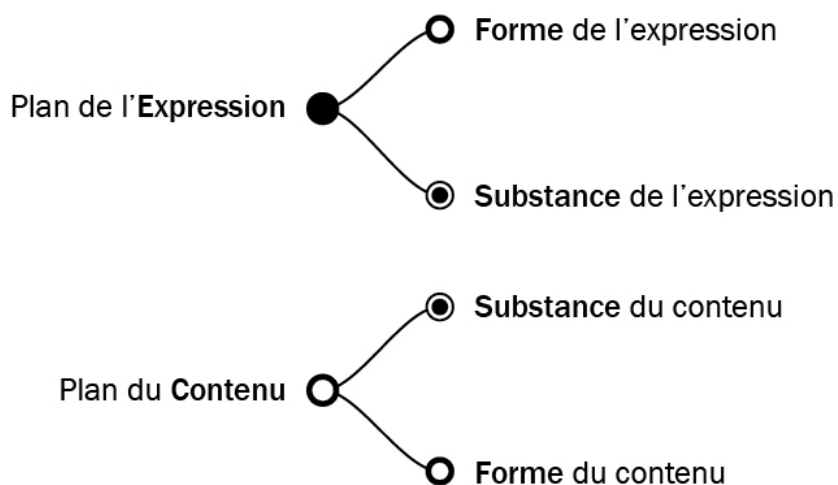 Forme de l'expression
Plan de l'Expression
Substance de l'expression
Substance du contenu
Plan du Contenu
Forme du contenu